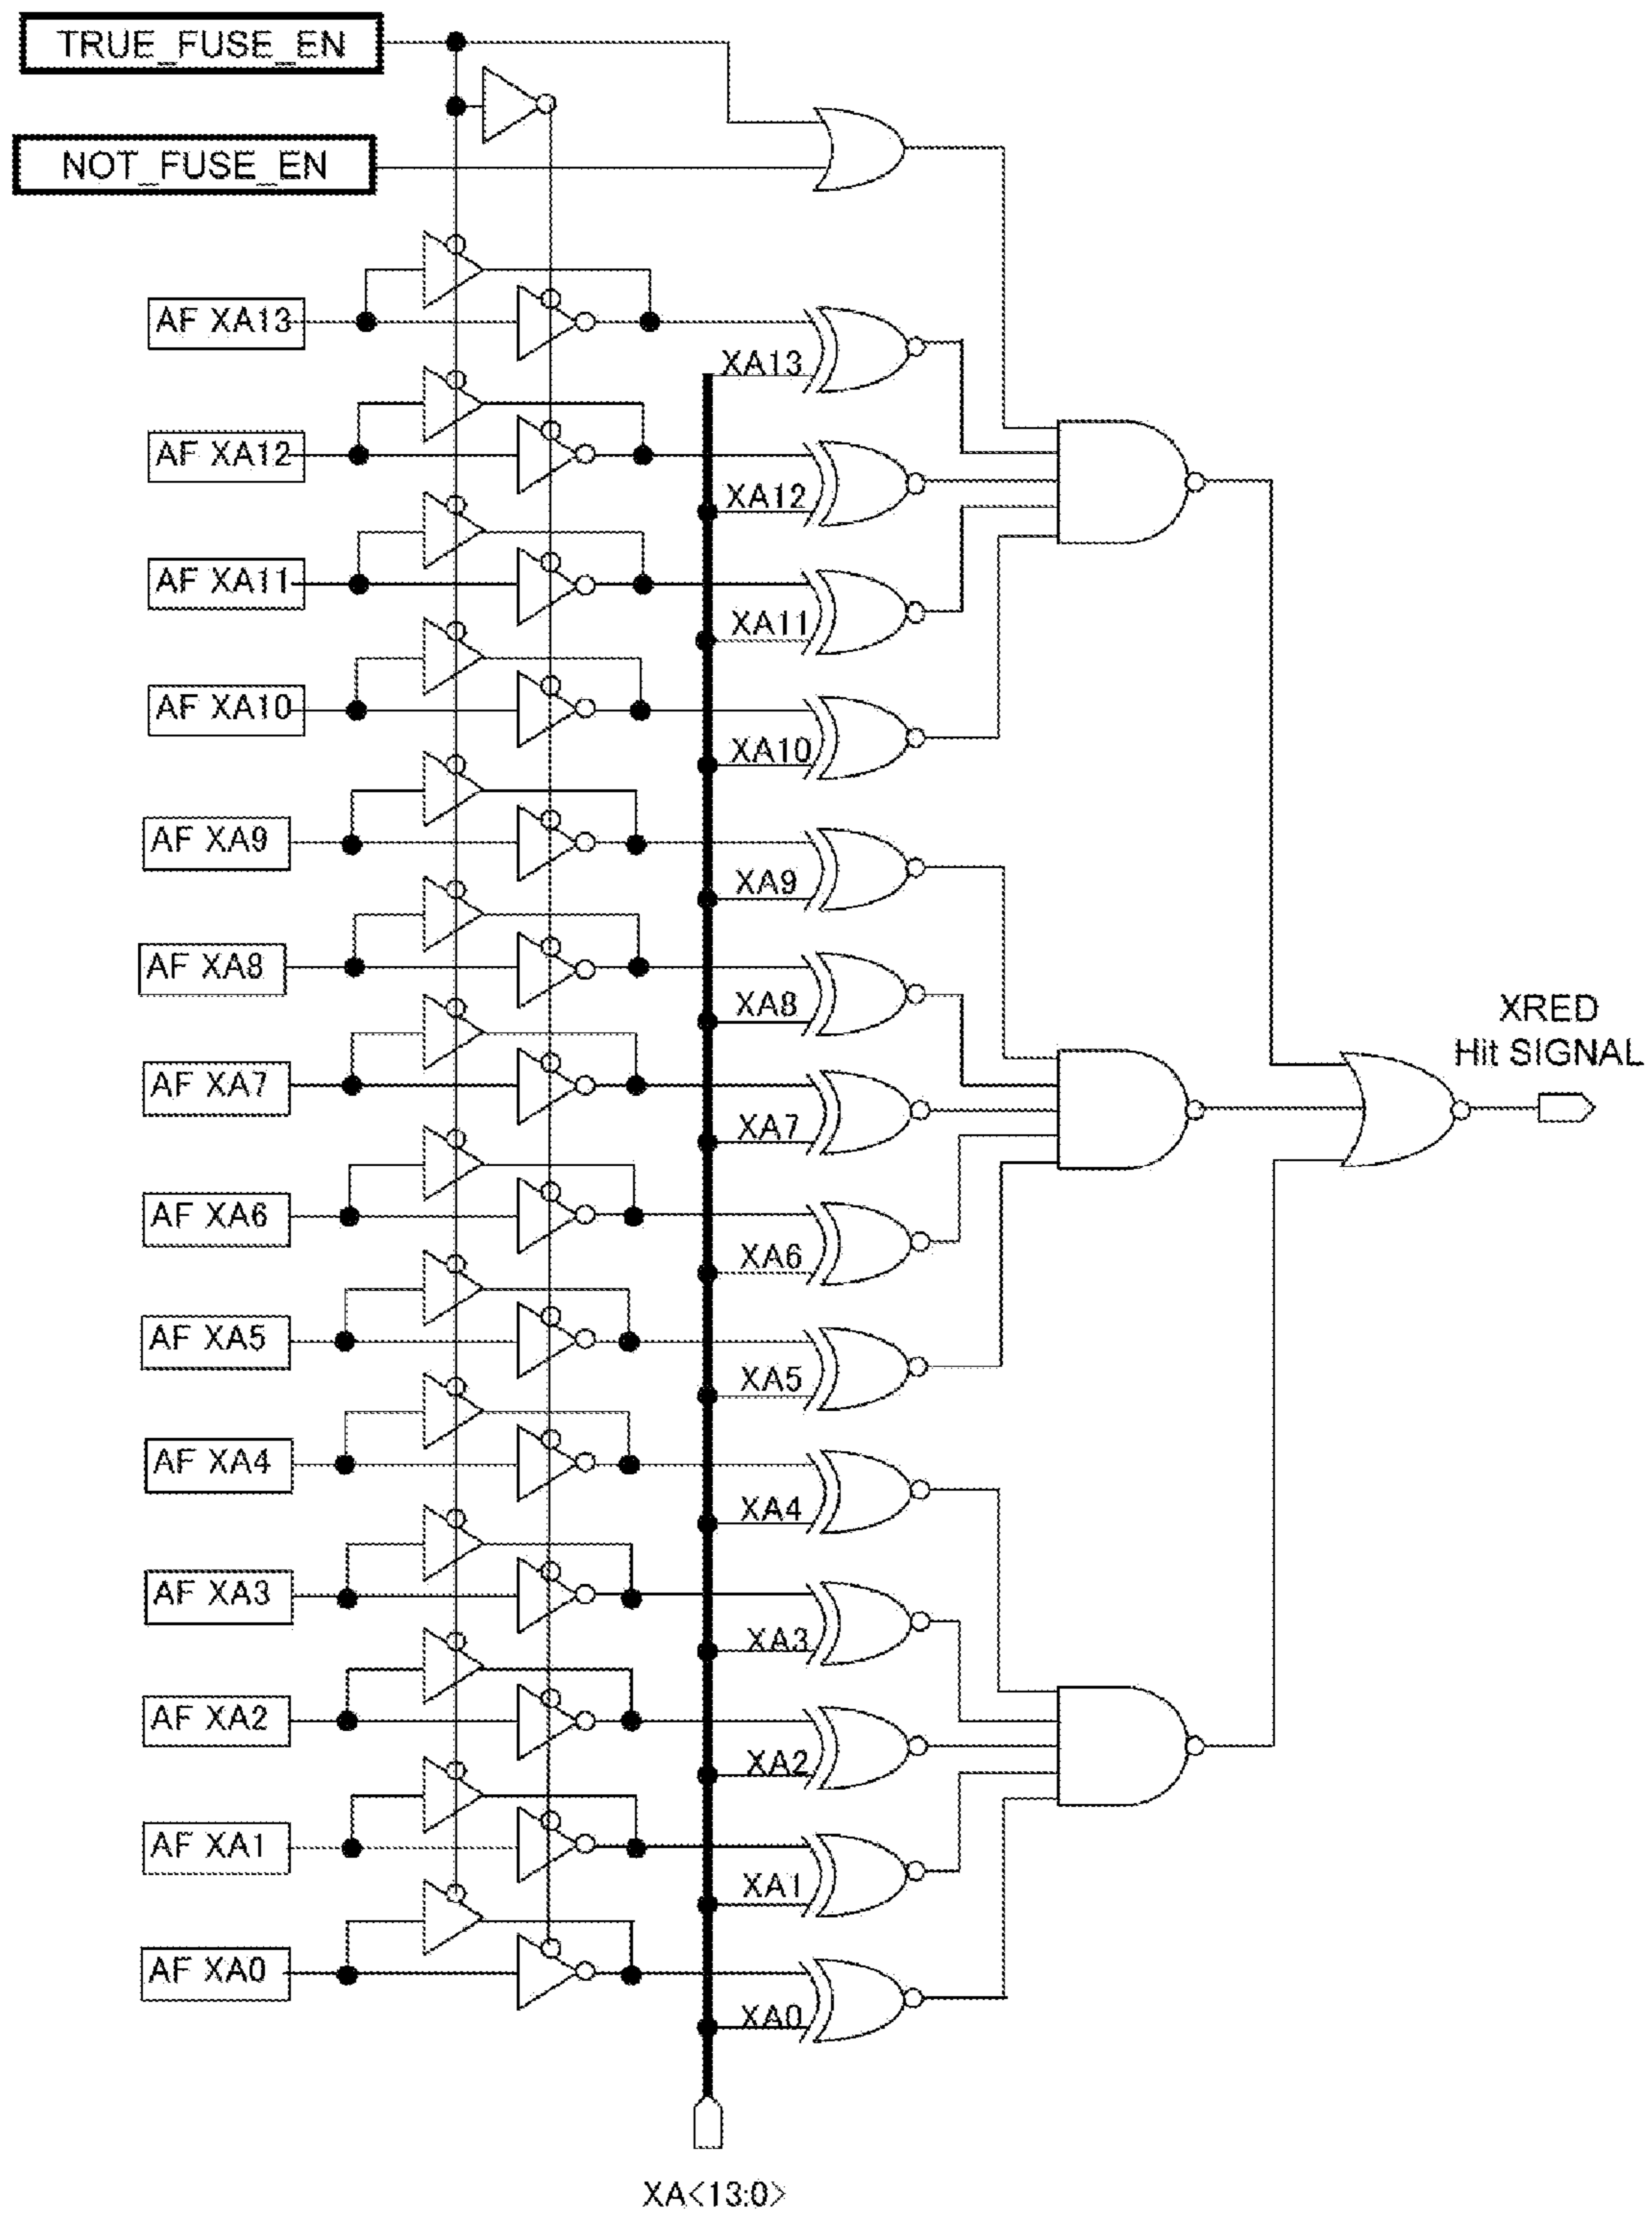 TRUE_FUSE_EN
NOT_FUSE_EN
AF XA13
XA13
AF XA12
XA12
AF XA11
XA11
AF XA10
XA10
AF XA9
XA9
AF XA8
XA8
XRED
Hit SIGNAL
AF XA7
XA7
AF XA6
XA6
AF XA5
XA5
AF XA4
XA4
AF XA3
XA3
AF XA2
XA2
AF XA1
XA1
AF XA0
XA0
XA<13:0>